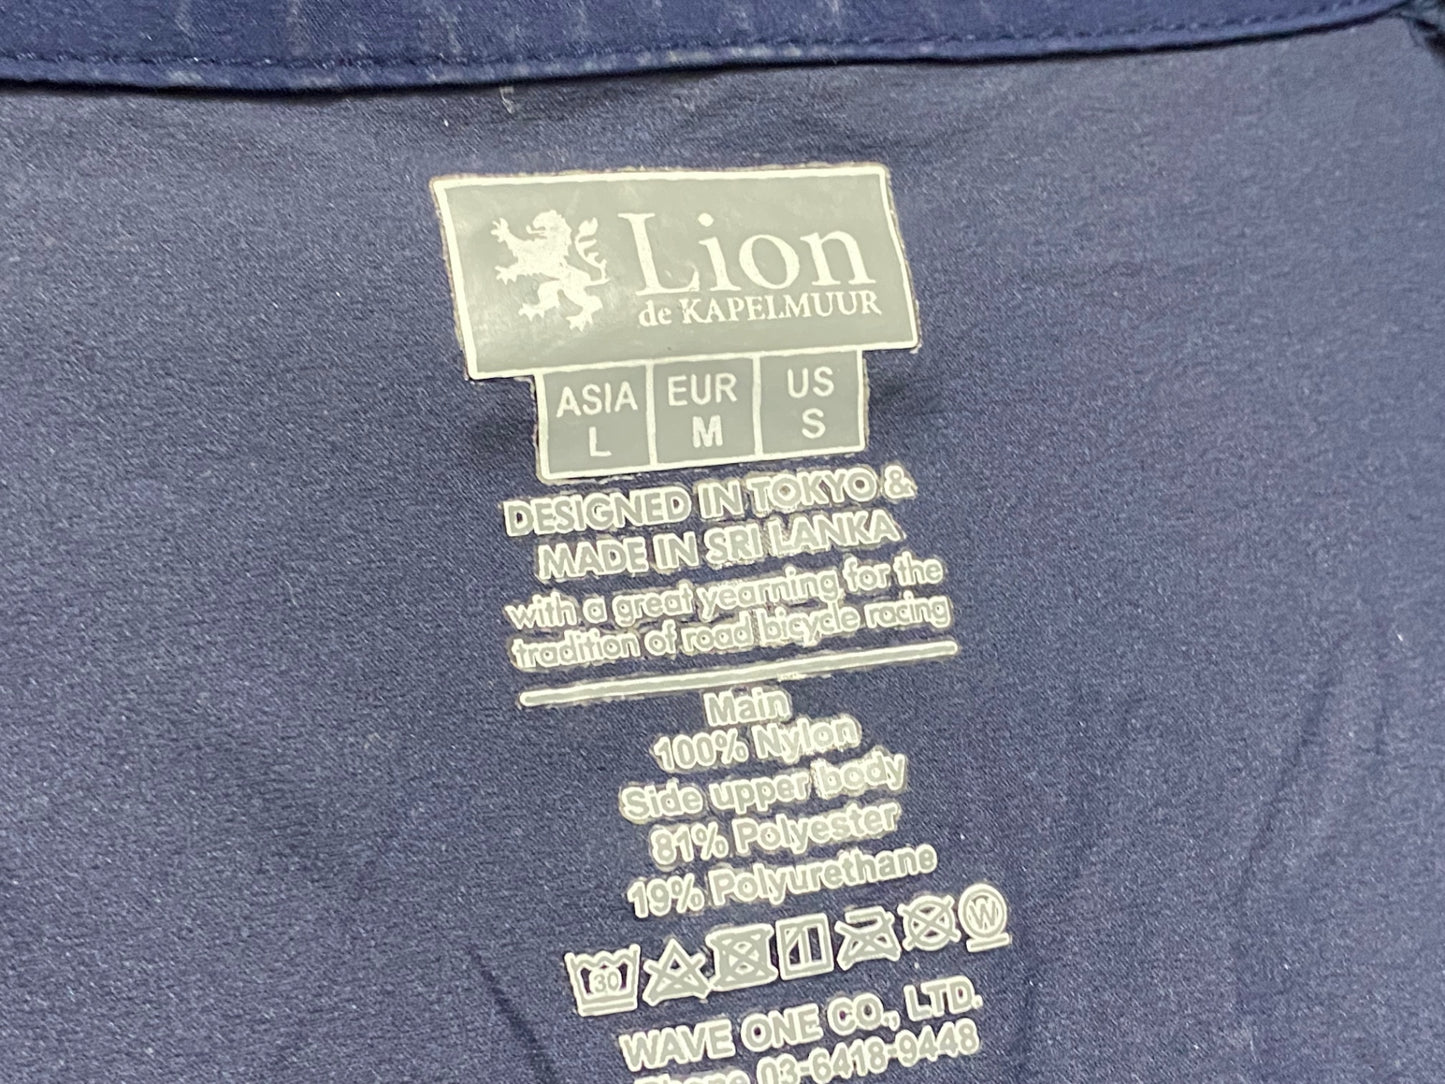 Lion
de KAPELMUUR
ASIA EUR US
L M S
DESIGNED IN TOKYO &
MADE IN SRI LANKA
with a great yearning for the
tradition of road bicycle racing
Main
100% Nylon
Side upper body
81% Polyester
19% Polyurethane
30 W
WAVE ONE CO., LTD.
Phone 03-6418-9448